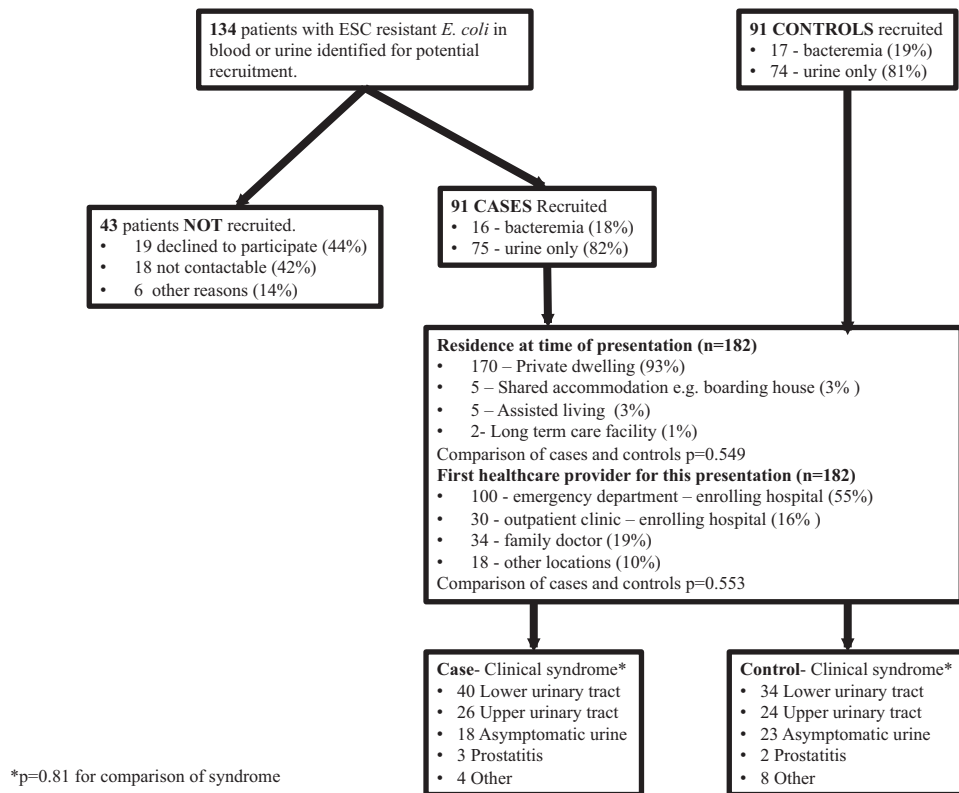 134 patients with ESC resistant E. coli in
blood or urine identified for potential
recruitment.
91 CONTROLS recruited
• 17 - bacteremia (19%)
• 74 - urine only (81%)
43 patients NOT recruited.
• 19 declined to participate (44%)
• 18 not contactable (42%)
• 6 other reasons (14%)
91 CASES Recruited
• 16 - bacteremia (18%)
• 75 - urine only (82%)
Residence at time of presentation (n=182)
• 170 – Private dwelling (93%)
• 5 – Shared accommodation e.g. boarding house (3% )
• 5 – Assisted living (3%)
• 2- Long term care facility (1%)
Comparison of cases and controls p=0.549
First healthcare provider for this presentation (n=182)
• 100 - emergency department – enrolling hospital (55%)
• 30 - outpatient clinic – enrolling hospital (16% )
• 34 - family doctor (19%)
• 18 - other locations (10%)
Comparison of cases and controls p=0.553
Case- Clinical syndrome*
• 40 Lower urinary tract
• 26 Upper urinary tract
• 18 Asymptomatic urine
• 3 Prostatitis
• 4 Other
Control- Clinical syndrome*
• 34 Lower urinary tract
• 24 Upper urinary tract
• 23 Asymptomatic urine
• 2 Prostatitis
• 8 Other
*p=0.81 for comparison of syndrome